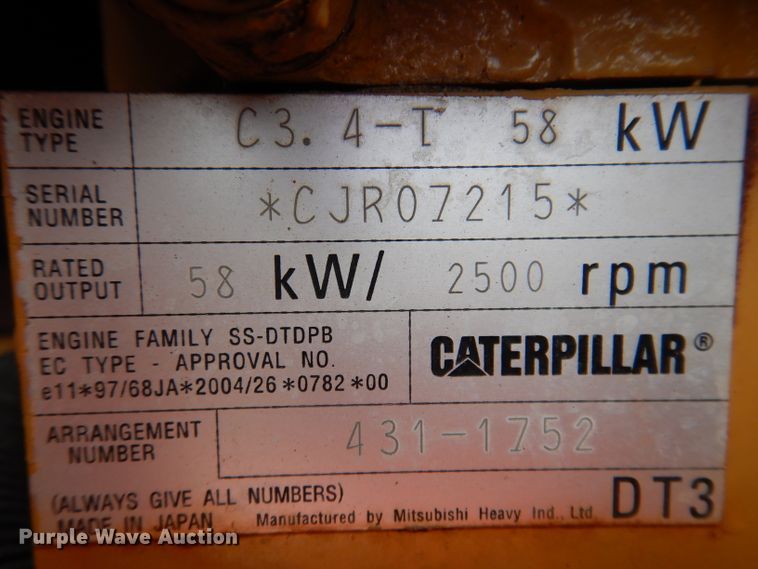 ENGINE TYPE C3.4-T 58 kW
SERIAL NUMBER *CJR07215*
RATED OUTPUT 58 kW/ 2500 rpm
ENGINE FAMILY SS-DTDPB
EC TYPE - APPROVAL NO.
e11*97/68JA*2004/26*0782*00
CATERPILLAR®
ARRANGEMENT NUMBER 431-1752
(ALWAYS GIVE ALL NUMBERS)
MADE IN JAPAN Manufactured by Mitsubishi Heavy Ind., Ltd. DT3
Purple Wave Auction